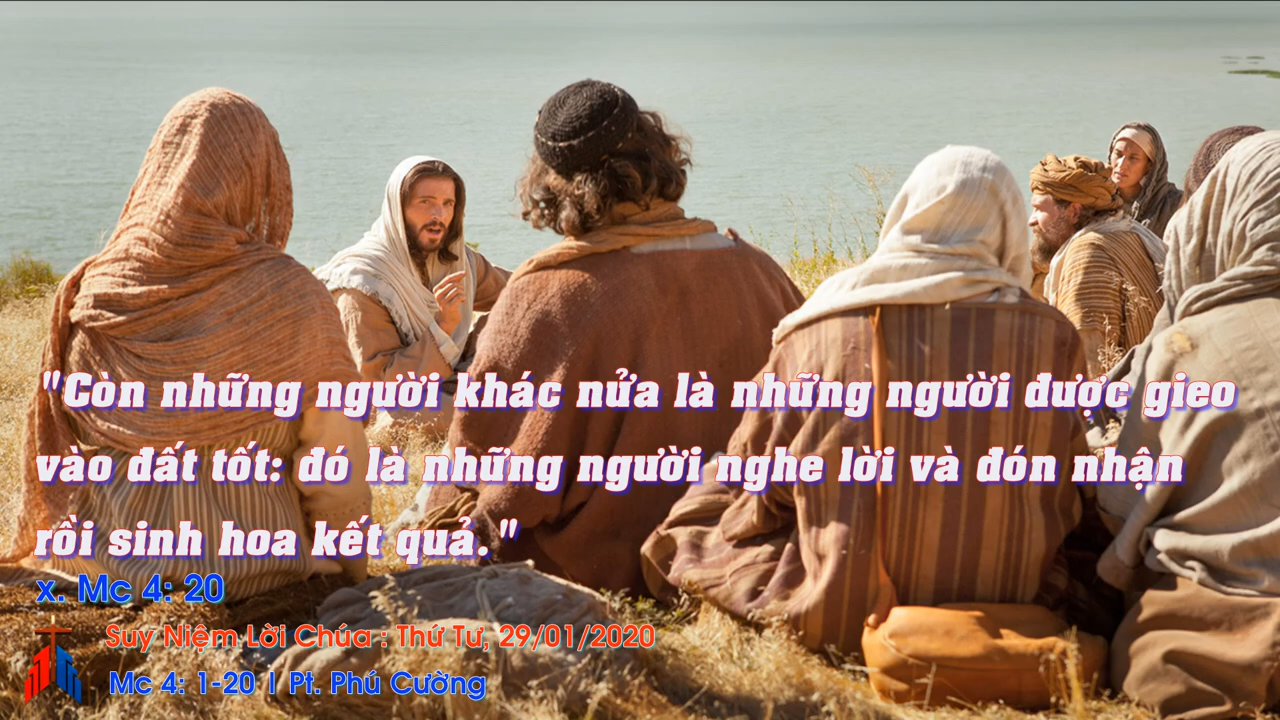 "Còn những người khác nửa là những người được gieo
vào đất tốt: đó là những người nghe lời và đón nhận
rồi sinh hoa kết quả."
x. Mc 4: 20
Suy Niệm Lời Chúa : Thứ Tư, 29/01/2020
Mc 4: 1-20 I Pt. Phú Cường